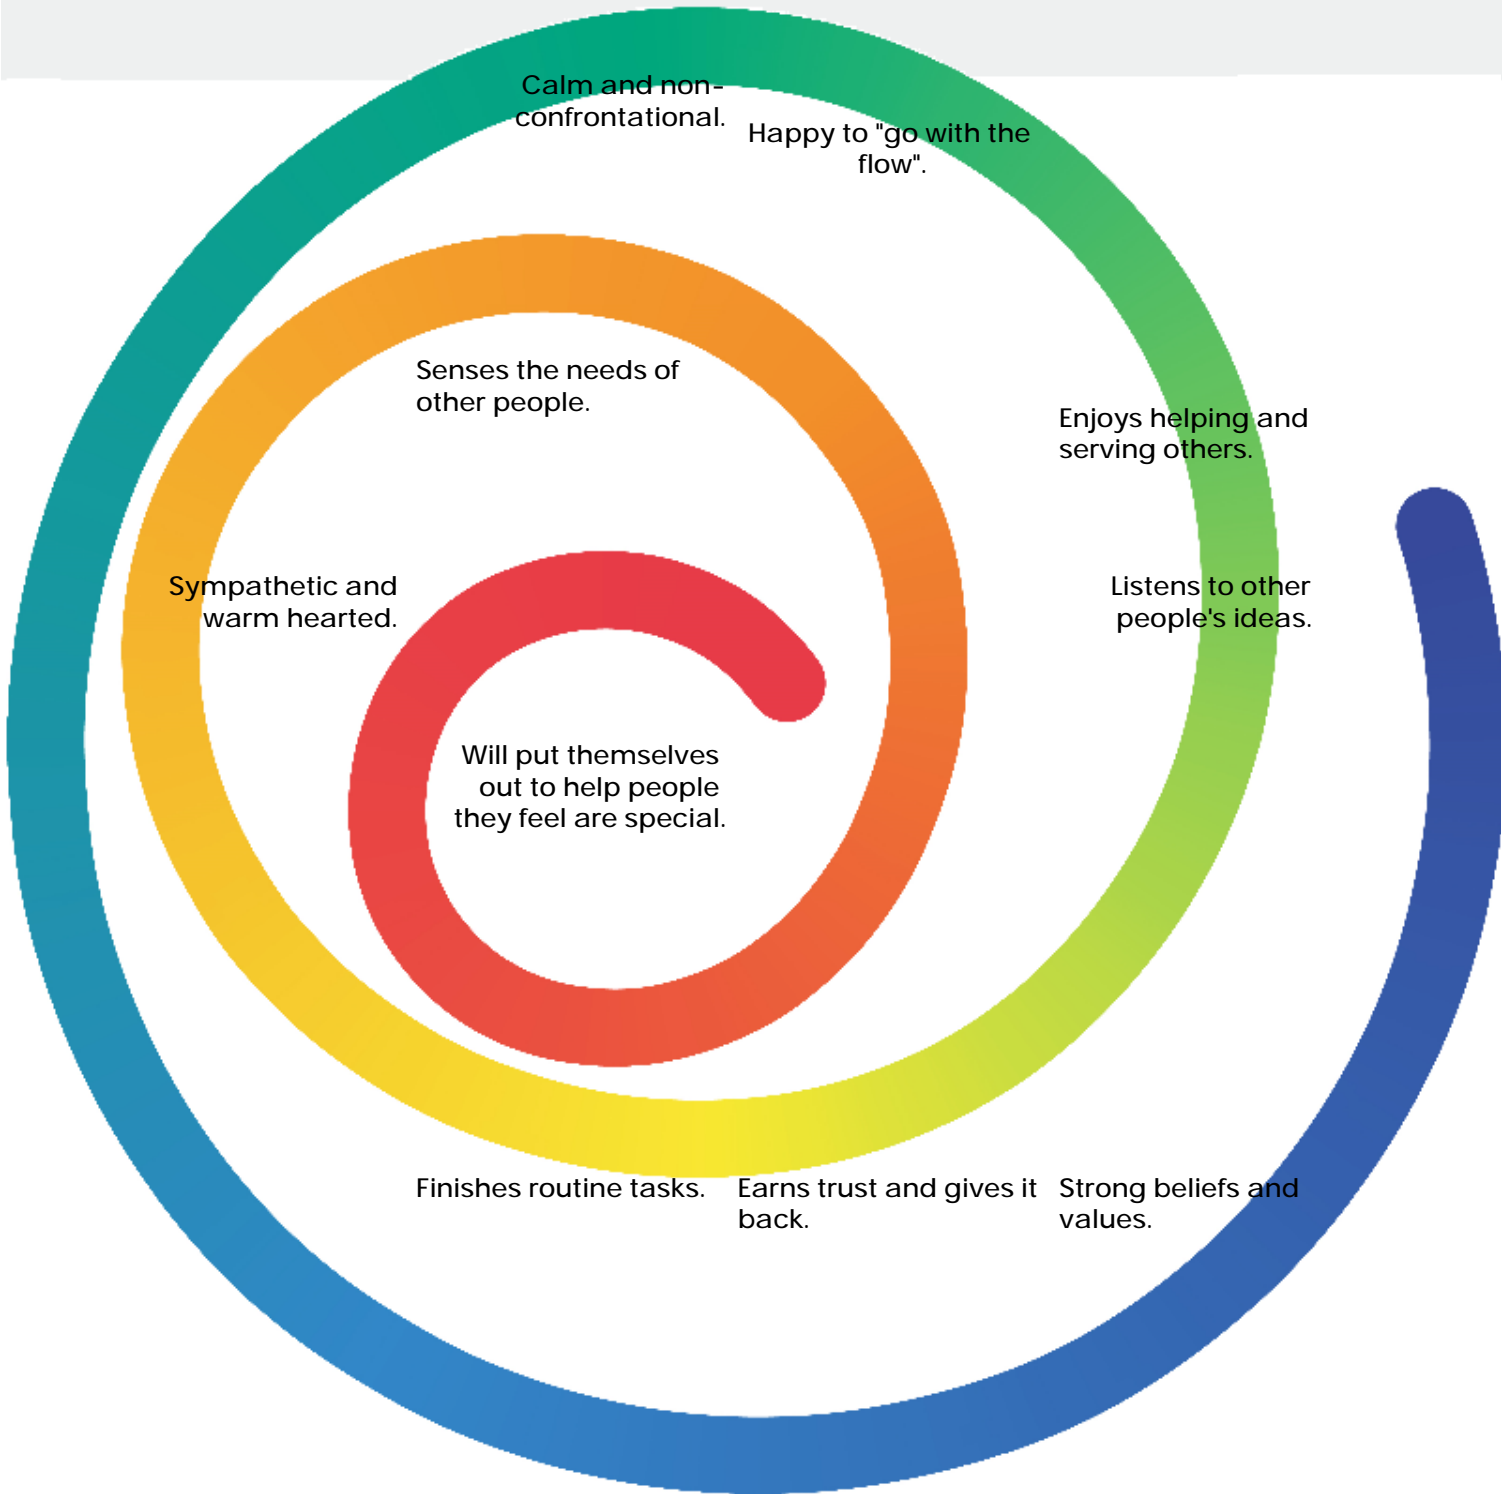 Calm and non-
confrontational.
Happy to "go with the
flow".
Senses the needs of
other people.
Enjoys helping and
serving others.
Sympathetic and
warm hearted.
Listens to other
people's ideas.
Will put themselves
out to help people
they feel are special.
Finishes routine tasks.
Earns trust and gives it
back.
Strong beliefs and
values.